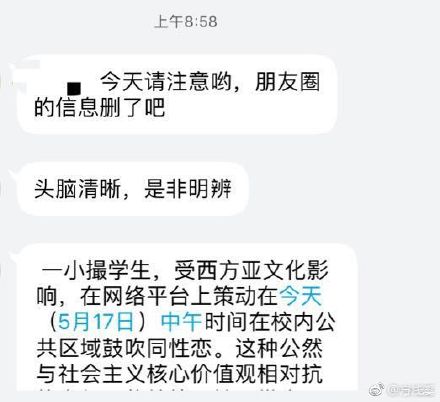 上午8:58
今天请注意哟，朋友圈
的信息删了吧
头脑清晰，是非明辨
一小撮学生，受西方亚文化影
响，在网络平台上策动在今天
（5月17日）中午时间在校内公
共区域鼓吹同性恋。这种公然
与社会主义核心价值观相对抗